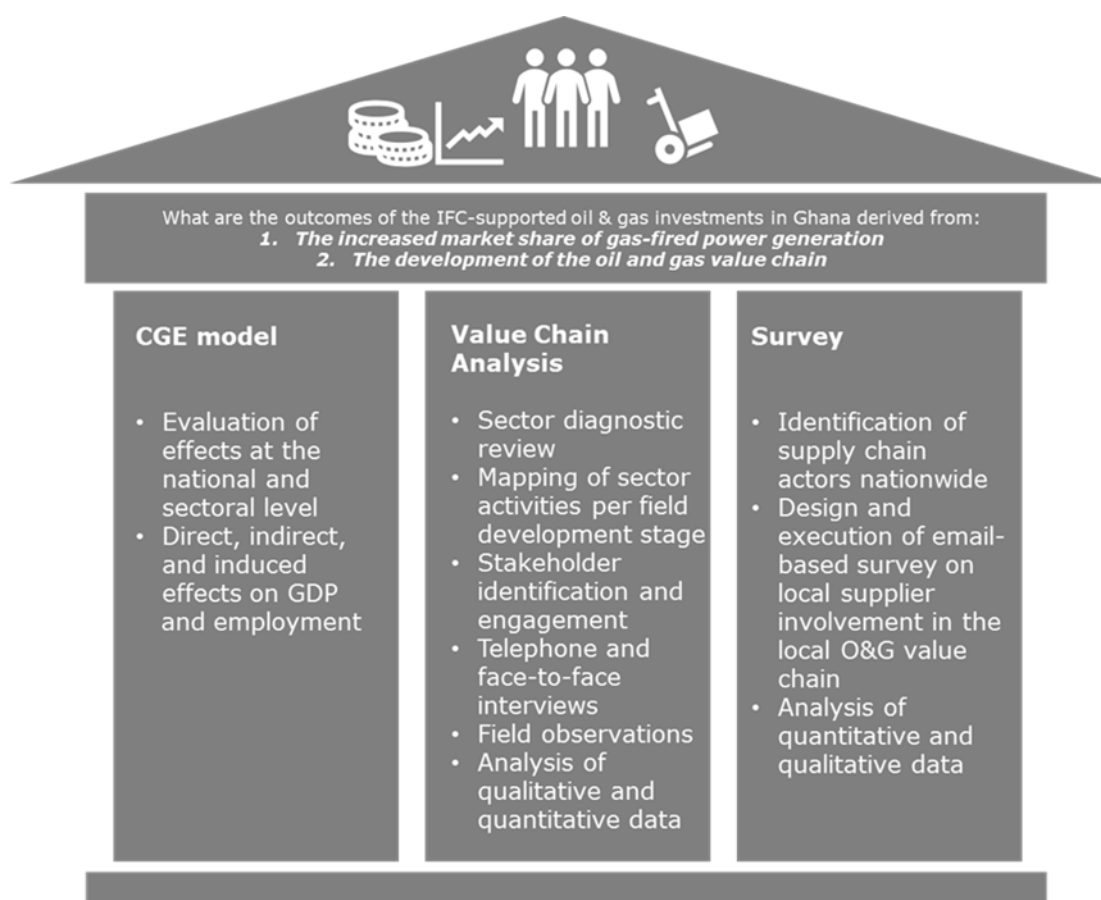 What are the outcomes of the IFC-supported oil & gas investments in Ghana derived from:
1. The increased market share of gas-fired power generation
2. The development of the oil and gas value chain
CGE model
• Evaluation of
effects at the
national and
sectoral level
• Direct, indirect,
and induced
effects on GDP
and employment
Value Chain
Analysis
• Sector diagnostic
review
• Mapping of sector
activities per field
development stage
• Stakeholder
identification and
engagement
• Telephone and
face-to-face
interviews
• Field observations
• Analysis of
qualitative and
quantitative data
Survey
• Identification of
supply chain
actors nationwide
• Design and
execution of email-
based survey on
local supplier
involvement in the
local O&G value
chain
• Analysis of
quantitative and
qualitative data